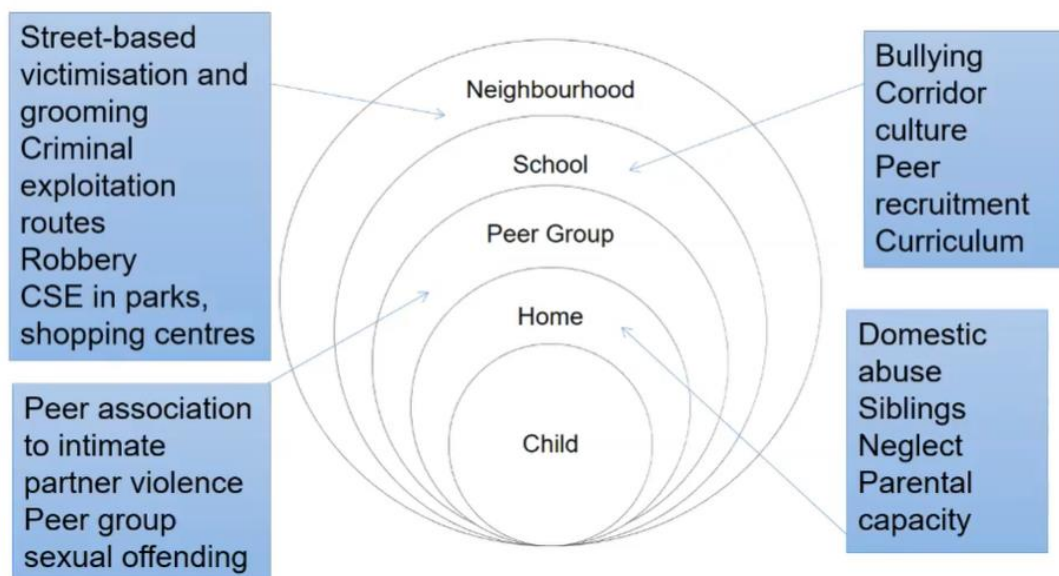 Street-based
victimisation and
grooming
Criminal
exploitation
routes
Robbery
CSE in parks,
shopping centres
Neighbourhood
School
Peer Group
Home
Child
Bullying
Corridor
culture
Peer
recruitment
Curriculum
Peer association
to intimate
partner violence
Peer group
sexual offending
Domestic
abuse
Siblings
Neglect
Parental
capacity